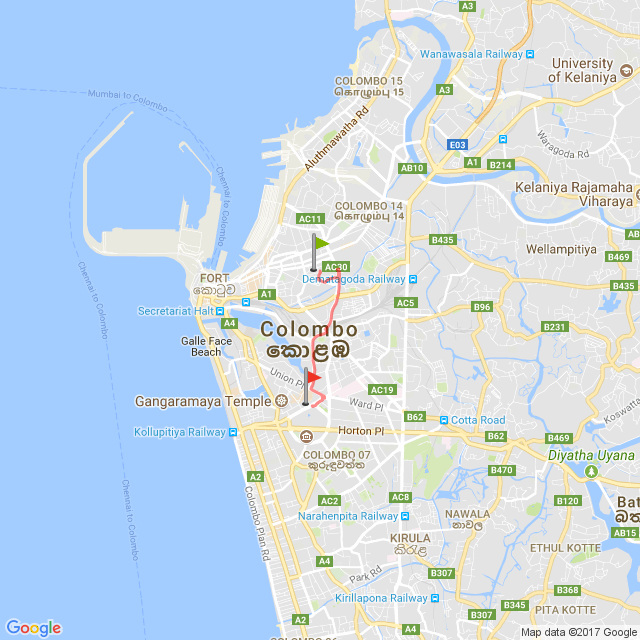 A3
Wanawasala Railway
University
of Kelaniya
COLOMBO 15
கொழும்பு 15
A3
Mumbai to Colombo
Aluthmawatha Rd
Waragoda Rd
E03
A1
B214
AB10
Chennai to Colombo
Chennai to Colombo
Kelaniya Rajamaha
Viharaya
COLOMBO 14
கொழும்பு 14
AC11
B435
Wellampitiya
B469
AC30
FORT
කොටුව
Dematagoda Railway
B435
A1
AC5
B96
Secretariat Halt
A4
Colombo
කොළඹ
B231
Galle Face
Beach
Union Pl
AC19
Gangaramaya Temple
Ward Pl
B62
Cotta Road
Koswatta
Kollupitiya Railway
Horton Pl
B62
B469
COLOMBO 07
කුරුඳුවත්ත
Diyatha Uyana
A2
B470
Colombo Plan Rd
AC2
AC8
B120
Bat
බත
Chennai to Colombo
Narahenpita Railway
NAWALA
නාවල
AB15
KIRULA
කිරුළ
ETHUL KOTTE
A4
Park Rd
B307
B368
Kirillapona Railway
B307
B345
PITA KOTTE
Google
COLOMBO 06
A2
Map data ©2017 Google